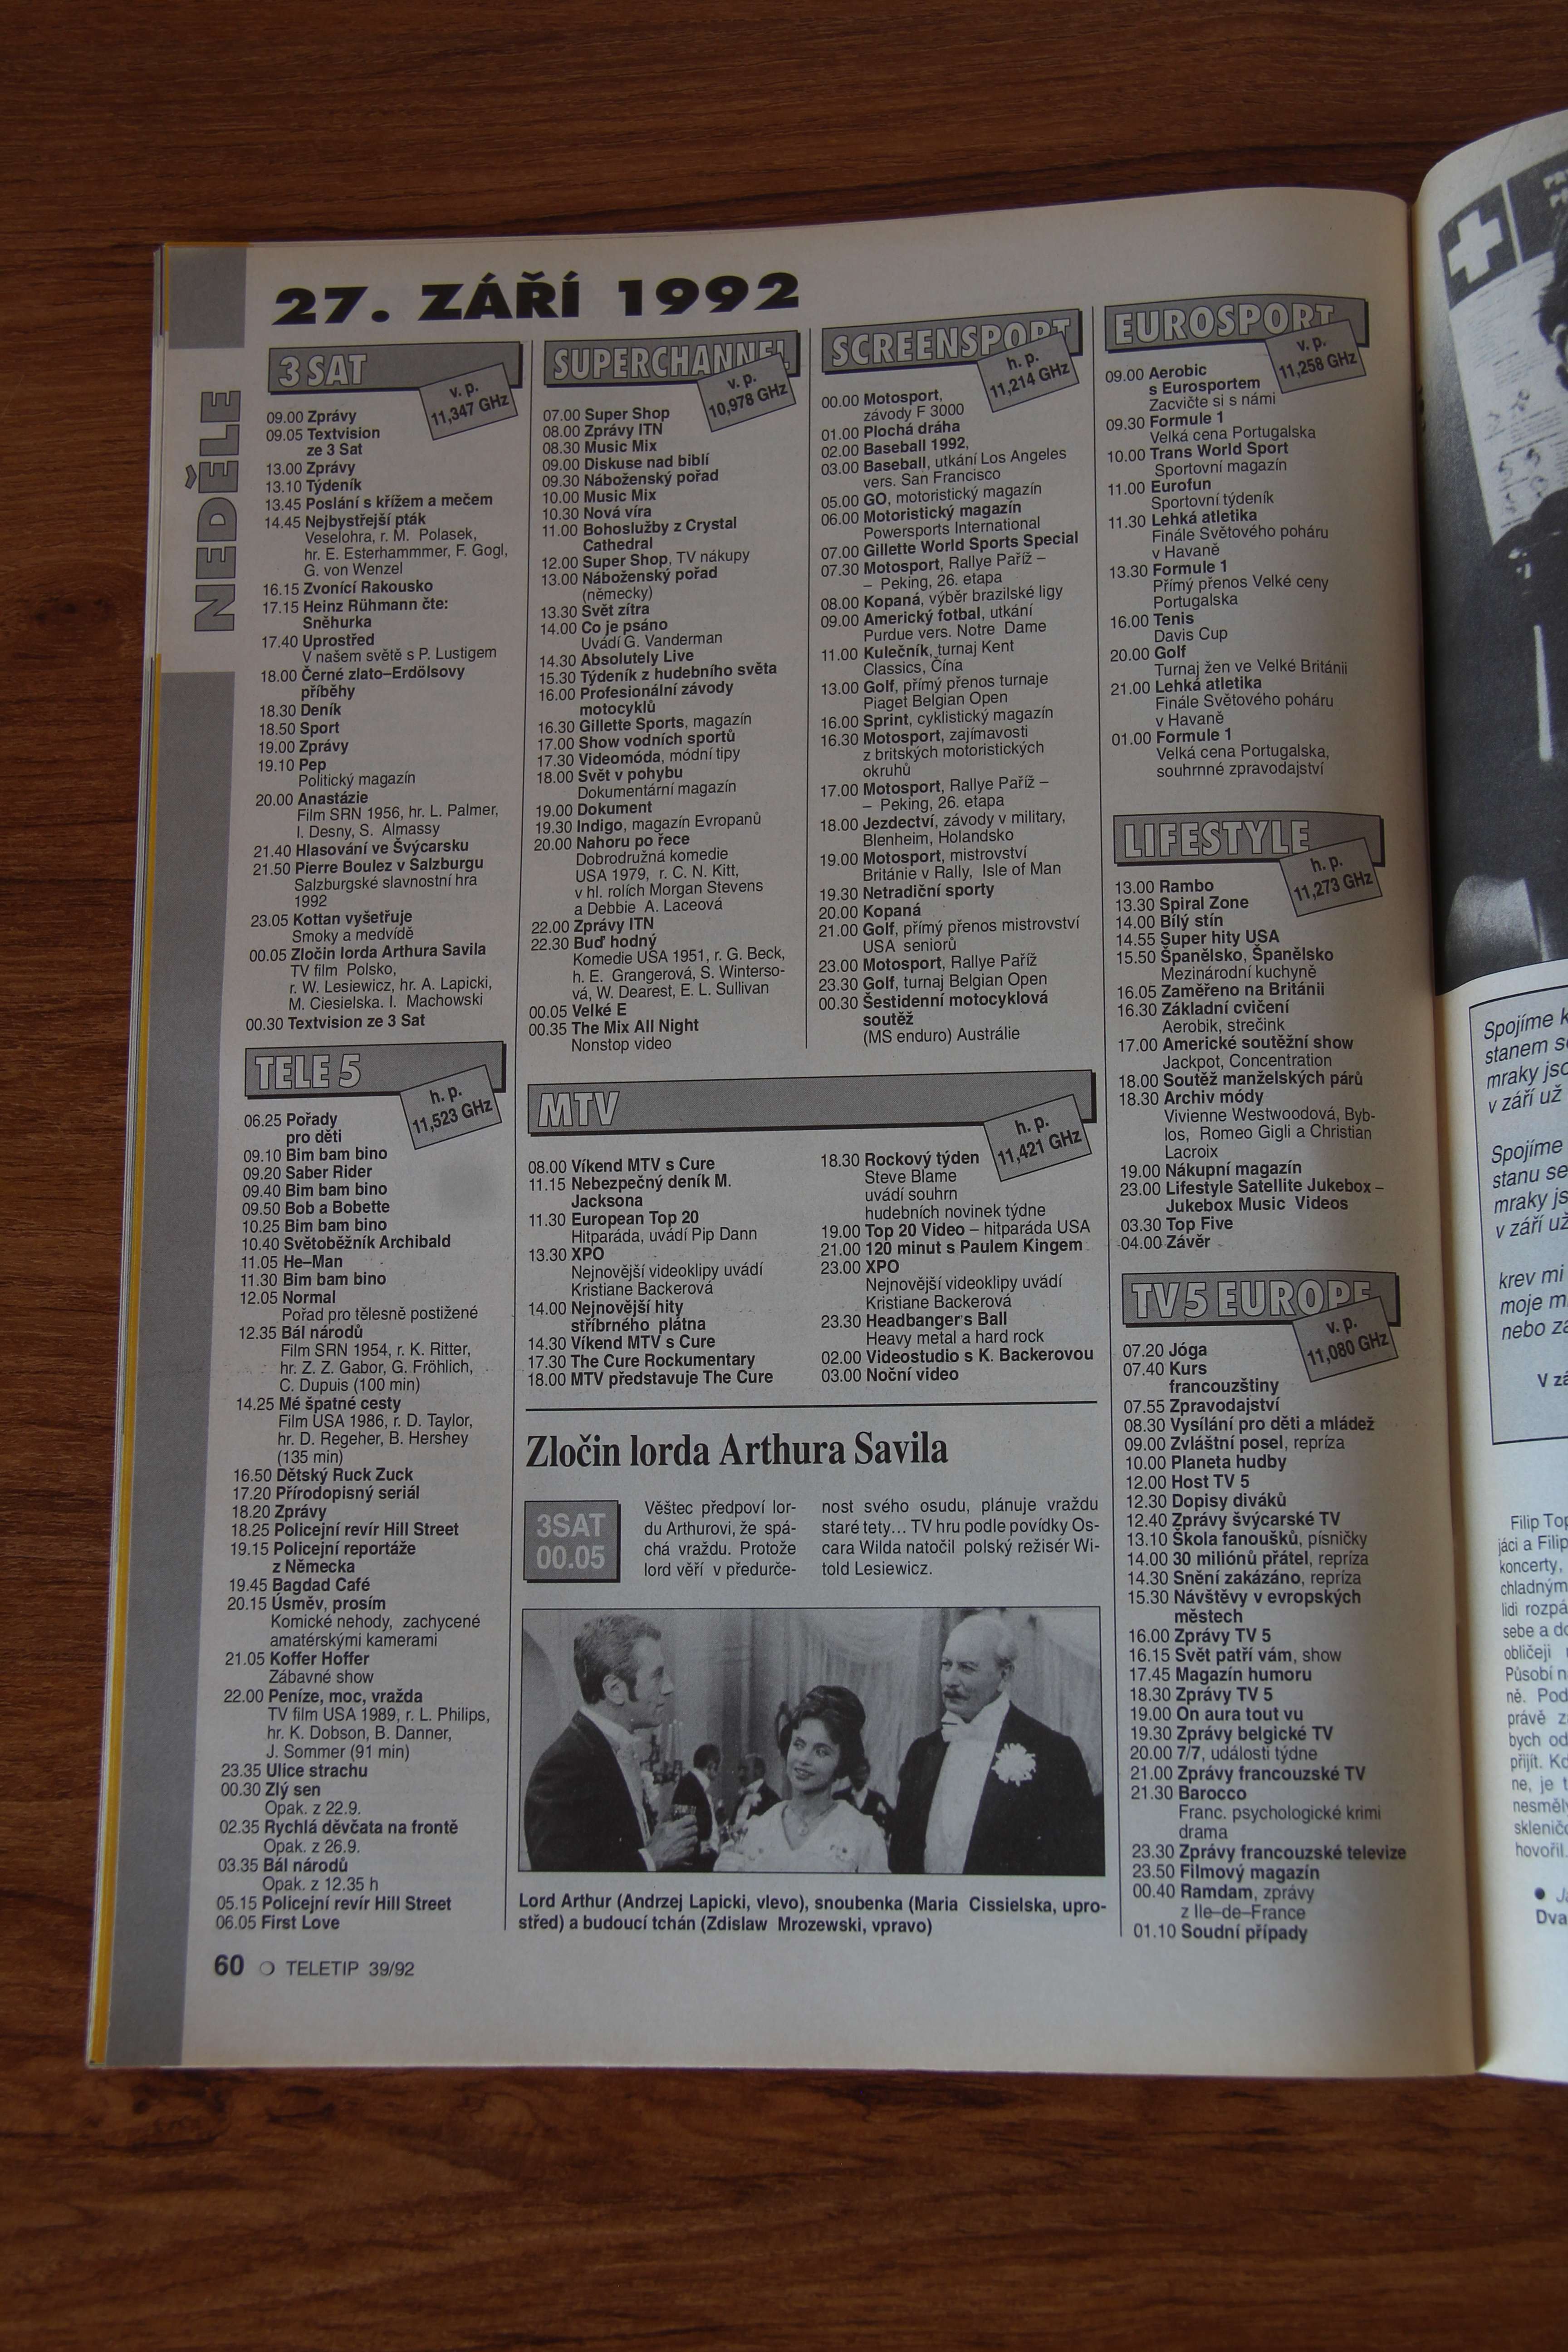 27. ZÁŘÍ 1992
NEDĚLE
3 SAT
v. p.
11,347 GHz
09.00 Zprávy
09.05 Textvision
ze 3 Sat
13.00 Zprávy
13.10 Týdeník
13.45 Poslání s křížem a mečem
14.45 Nejbystřejší pták
Veselohra, r. M. Polasek,
hr. E. Esterhammmer, F. Gogl,
G. von Wenzel
16.15 Zvonící Rakousko
17.15 Heinz Rühmann čte:
Sněhurka
17.40 Uprostřed
V našem světě s P. Lustigem
18.00 Černé zlato–Erdölsovy
příběhy
18.30 Deník
18.50 Sport
19.00 Zprávy
19.10 Pep
Politický magazín
20.00 Anastázie
Film SRN 1956, hr. L. Palmer,
I. Desny, S. Almassy
21.40 Hlasování ve Švýcarsku
21.50 Pierre Boulez v Salzburgu
Salzburgské slavnostní hra
1992
23.05 Kottan vyšetřuje
Smoky a medvídě
00.05 Zločin lorda Arthura Savila
TV film Polsko,
r. W. Lesiewicz, hr. A. Lapicki,
M. Ciesielska. I. Machowski
00.30 Textvision ze 3 Sat
TELE 5
h. p.
11,523 GHz
06.25 Pořady
pro děti
09.10 Bim bam bino
09.20 Saber Rider
09.40 Bim bam bino
09.50 Bob a Bobette
10.25 Bim bam bino
10.40 Světoběžník Archibald
11.05 He–Man
11.30 Bim bam bino
12.05 Normal
Pořad pro tělesně postižené
12.35 Bál národů
Film SRN 1954, r. K. Ritter,
hr. Z. Z. Gabor, G. Fröhlich,
C. Dupuis (100 min)
14.25 Mé špatné cesty
Film USA 1986, r. D. Taylor,
hr. D. Regeher, B. Hershey
(135 min)
16.50 Dětský Ruck Zuck
17.20 Přírodopisný seriál
18.20 Zprávy
18.25 Policejní revír Hill Street
19.15 Policejní reportáže
z Německa
19.45 Bagdad Café
20.15 Úsměv, prosím
Komické nehody, zachycené
amatérskými kamerami
21.05 Koffer Hoffer
Zábavné show
22.00 Peníze, moc, vražda
TV film USA 1989, r. L. Philips,
hr. K. Dobson, B. Danner,
J. Sommer (91 min)
23.35 Ulice strachu
00.30 Zlý sen
Opak. z 22.9.
02.35 Rychlá děvčata na frontě
Opak. z 26.9.
03.35 Bál národů
Opak. z 12.35 h
05.15 Policejní revír Hill Street
06.05 First Love
SUPERCHANNEL
v. p.
10,978 GHz
07.00 Super Shop
08.00 Zprávy ITN
08.30 Music Mix
09.00 Diskuse nad biblí
09.30 Náboženský pořad
10.00 Music Mix
10.30 Nová víra
11.00 Bohoslužby z Crystal
Cathedral
12.00 Super Shop, TV nákupy
13.00 Náboženský pořad
(německy)
13.30 Svět zítra
14.00 Co je psáno
Uvádí G. Vanderman
14.30 Absolutely Live
15.30 Týdeník z hudebního světa
16.00 Profesionální závody
motocyklů
16.30 Gillette Sports, magazín
17.00 Show vodních sportů
17.30 Videomóda, módní tipy
18.00 Svět v pohybu
Dokumentární magazín
19.00 Dokument
19.30 Indigo, magazín Evropanů
20.00 Nahoru po řece
Dobrodružná komedie
USA 1979, r. C. N. Kitt,
v hl. rolích Morgan Stevens
a Debbie A. Laceová
22.00 Zprávy ITN
22.30 Buď hodný
Komedie USA 1951, r. G. Beck,
h. E. Grangerová, S. Winterso-
vá, W. Dearest, E. L. Sullivan
00.05 Velké E
00.35 The Mix All Night
Nonstop video
SCREENSPORT
h. p.
11,214 GHz
00.00 Motosport,
závody F 3000
01.00 Plochá dráha
02.00 Baseball 1992,
03.00 Baseball, utkání Los Angeles
vers. San Francisco
05.00 GO, motoristický magazín
06.00 Motoristický magazín
Powersports International
07.00 Gillette World Sports Special
07.30 Motosport, Rallye Paříž –
– Peking, 26. etapa
08.00 Kopaná, výběr brazilské ligy
09.00 Americký fotbal, utkání
Purdue vers. Notre Dame
11.00 Kulečník, turnaj Kent
Classics, Čína
13.00 Golf, přímý přenos turnaje
Piaget Belgian Open
16.00 Sprint, cyklistický magazín
16.30 Motosport, zajímavosti
z britských motoristických
okruhů
17.00 Motosport, Rallye Paříž –
– Peking, 26. etapa
18.00 Jezdectví, závody v military,
Blenheim, Holandsko
19.00 Motosport, mistrovství
Británie v Rally, Isle of Man
19.30 Netradiční sporty
20.00 Kopaná
21.00 Golf, přímý přenos mistrovství
USA seniorů
23.00 Motosport, Rallye Paříž
23.30 Golf, turnaj Belgian Open
00.30 Šestidenní motocyklová
soutěž
(MS enduro) Austrálie
MTV
h. p.
11,421 GHz
08.00 Víkend MTV s Cure
11.15 Nebezpečný deník M.
Jacksona
11.30 European Top 20
Hitparáda, uvádí Pip Dann
13.30 XPO
Nejnovější videoklipy uvádí
Kristiane Backerová
14.00 Nejnovější hity
stříbrného plátna
14.30 Víkend MTV s Cure
17.30 The Cure Rockumentary
18.00 MTV představuje The Cure
18.30 Rockový týden
Steve Blame
uvádí souhrn
hudebních novinek týdne
19.00 Top 20 Video – hitparáda USA
21.00 120 minut s Paulem Kingem
23.00 XPO
Nejnovější videoklipy uvádí
Kristiane Backerová
23.30 Headbanger's Ball
Heavy metal a hard rock
02.00 Videostudio s K. Backerovou
03.00 Noční video
Zločin lorda Arthura Savila
3SAT
00.05
Věštec předpoví lor-
du Arthurovi, že spá-
chá vraždu. Protože
lord věří v předurče-
nost svého osudu, plánuje vraždu
staré tety... TV hru podle povídky Os-
cara Wilda natočil polský režisér Wi-
told Lesiewicz.
Lord Arthur (Andrzej Lapicki, vlevo), snoubenka (Maria Cissielska, upro-
střed) a budoucí tchán (Zdislaw Mrozewski, vpravo)
EUROSPORT
v. p.
11,258 GHz
09.00 Aerobic
s Eurosportem
Zacvičte si s námi
09.30 Formule 1
Velká cena Portugalska
10.00 Trans World Sport
Sportovní magazín
11.00 Eurofun
Sportovní týdeník
11.30 Lehká atletika
Finále Světového poháru
v Havaně
13.30 Formule 1
Přímý přenos Velké ceny
Portugalska
16.00 Tenis
Davis Cup
20.00 Golf
Turnaj žen ve Velké Británii
21.00 Lehká atletika
Finále Světového poháru
v Havaně
01.00 Formule 1
Velká cena Portugalska,
souhrnné zpravodajství
LIFESTYLE
h. p.
11,273 GHz
13.00 Rambo
13.30 Spiral Zone
14.00 Bílý stín
14.55 Super hity USA
15.50 Španělsko, Španělsko
Mezinárodní kuchyně
16.05 Zaměřeno na Británii
16.30 Základní cvičení
Aerobik, strečink
17.00 Americké soutěžní show
Jackpot, Concentration
18.00 Soutěž manželských párů
18.30 Archiv módy
Vivienne Westwoodová, Byb-
los, Romeo Gigli a Christian
Lacroix
19.00 Nákupní magazín
23.00 Lifestyle Satellite Jukebox –
Jukebox Music Videos
03.30 Top Five
04.00 Závěr
TV5 EUROPE
v. p.
11,080 GHz
07.20 Jóga
07.40 Kurs
francouzštiny
07.55 Zpravodajství
08.30 Vysílání pro děti a mládež
09.00 Zvláštní posel, repríza
10.00 Planeta hudby
12.00 Host TV 5
12.30 Dopisy diváků
12.40 Zprávy švýcarské TV
13.10 Škola fanoušků, písničky
14.00 30 miliónů přátel, repríza
14.30 Snění zakázáno, repríza
15.30 Návštěvy v evropských
městech
16.00 Zprávy TV 5
16.15 Svět patří vám, show
17.45 Magazín humoru
18.30 Zprávy TV 5
19.00 On aura tout vu
19.30 Zprávy belgické TV
20.00 7/7, události týdne
21.00 Zprávy francouzské TV
21.30 Barocco
Franc. psychologické krimi
drama
23.30 Zprávy francouzské televize
23.50 Filmový magazín
00.40 Ramdam, zprávy
z Ile–de–France
01.10 Soudní případy
60 ❍ TELETIP 39/92
Spojíme
stanem
mraky
v září už
Spojíme
stanu
mraky
v září
krev mi
moje
nebo
Filip
jáci a Filip
koncerty,
chladným
lidi
sebe a
obličeji
Působí
ně. Pod
právě
bych
přijít.
ne, je
hovořil.